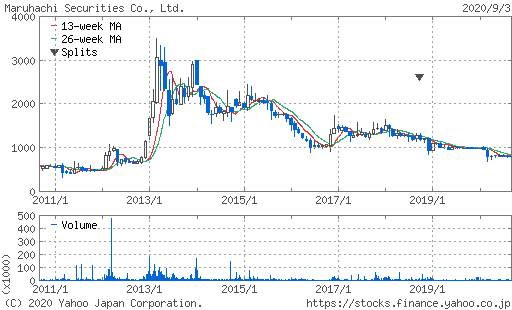 Maruhachi Securities Co., Ltd. 2020/9/3
4000
13-week MA
26-week MA
Splits
3000
2000
1000
0
2011/1 2013/1 2015/1 2017/1 2019/1
500
Volume
400
300
200
100
0
(x1000)
2011/1 2013/1 2015/1 2017/1 2019/1
(C) 2020 Yahoo Japan Corporation. https://stocks.finance.yahoo.co.jp/